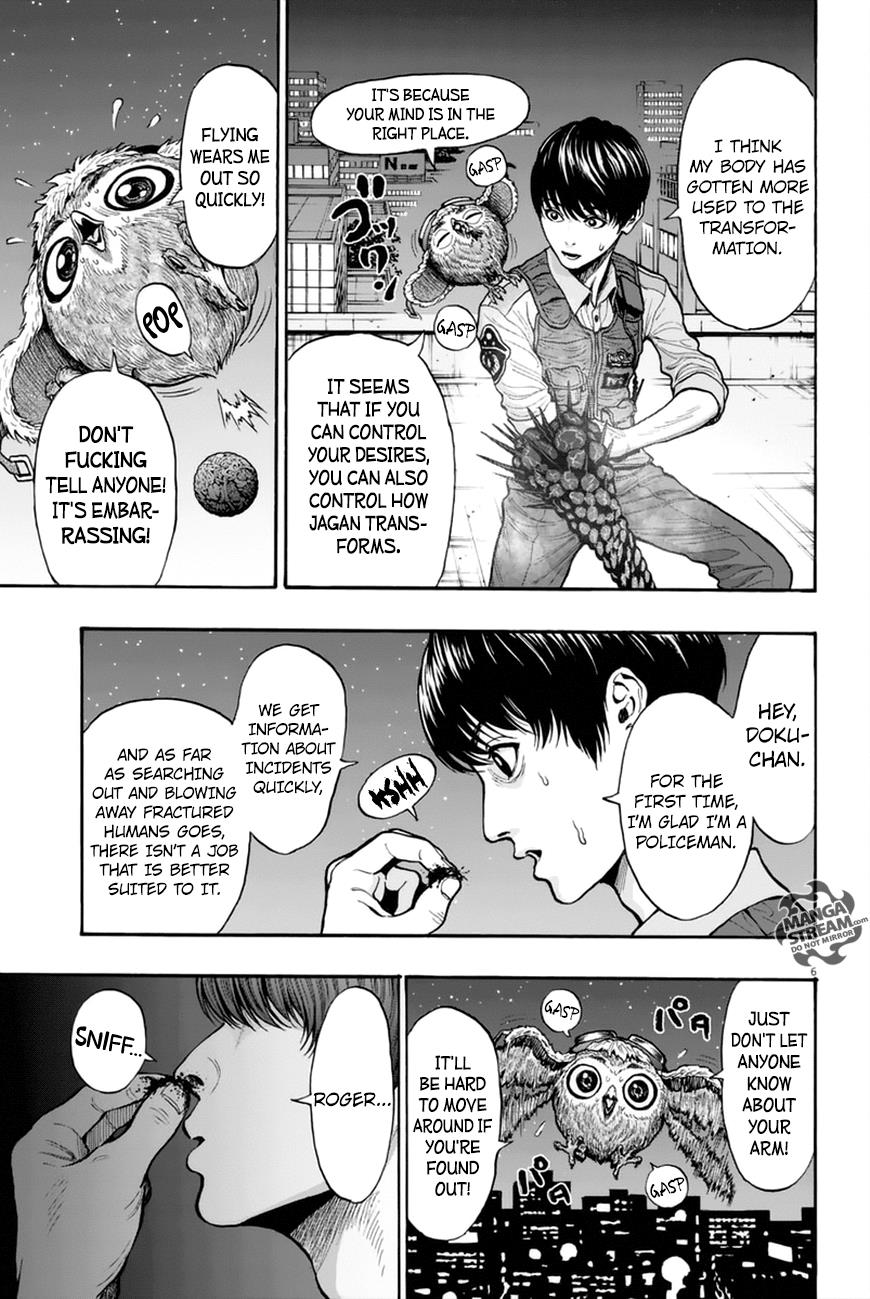 I THINK
MY BODY HAS
GOTTEN MORE
USED TO THE
TRANSFOR-
MATION.
IT'S BECAUSE
YOUR MIND IS IN THE
RIGHT PLACE.
GASP
GASP
IT SEEMS
THAT IF YOU
CAN CONTROL
YOUR DESIRES,
YOU CAN ALSO
CONTROL HOW
JAGAN TRANS-
FORMS.
FLYING
WEARS ME
OUT SO
QUICKLY!
POP
DON'T
FUCKING
TELL ANYONE!
IT'S EMBAR-
RASSING!
HEY,
DOKU-
CHAN.
FOR THE
FIRST TIME,
I'M GLAD I'M A
POLICEMAN.
KSHH
WE GET
INFORMA-
TION ABOUT
INCIDENTS
QUICKLY,
AND AS FAR
AS SEARCHING
OUT AND BLOWING
AWAY FRACTURED
HUMANS GOES,
THERE ISN'T A JOB
THAT IS BETTER
SUITED TO IT.
MANGA
STREAM.com
DO NOT MIRROR
6
JUST
DON'T LET
ANYONE
KNOW
ABOUT
YOUR
ARM!
パタ
GASP
GASP
パタ
IT'LL
BE HARD
TO MOVE
AROUND IF
YOU'RE
FOUND
OUT!
ROGER...
SNIFF...